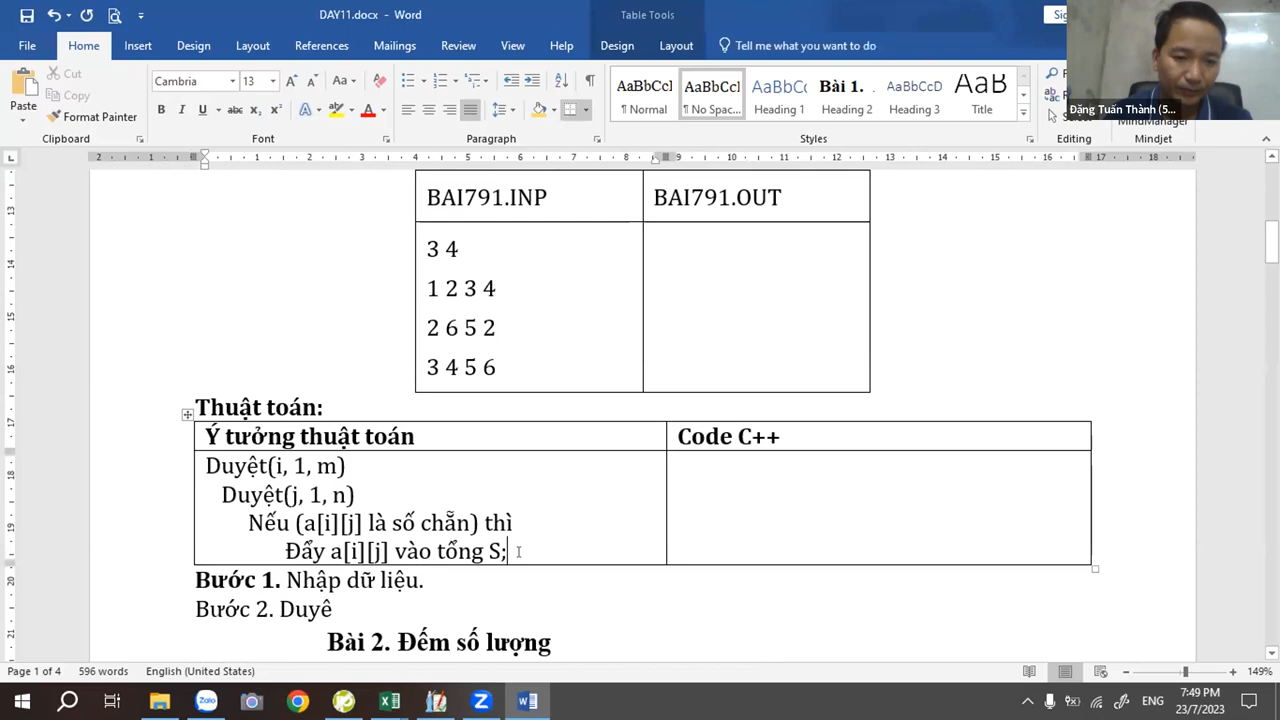 DAY11.docx - Word
Table Tools
File Home Insert Design Layout References Mailings Review View Help Design Layout Tell me what you want to do
Cut
Copy
Format Painter
Paste
Cambria 13
¶ Normal
¶ No Spac...
Heading 1
Bài 1.
Heading 2
Heading 3
Title
Đặng Tuấn Thành (5...
Clipboard
Font
Paragraph
Styles
Editing
Mindjet
BAI791.INP BAI791.OUT
3 4
1 2 3 4
2 6 5 2
3 4 5 6
Thuật toán:
Ý tưởng thuật toán Code C++
Duyệt(i, 1, m)
Duyệt(j, 1, n)
Nếu (a[i][j] là số chẵn) thì
Đẩy a[i][j] vào tổng S;
Bước 1. Nhập dữ liệu.
Bước 2. Duyê
Bài 2. Đếm số lượng
Page 1 of 4 596 words English (United States) 149%
ENG
7:49 PM
23/7/2023